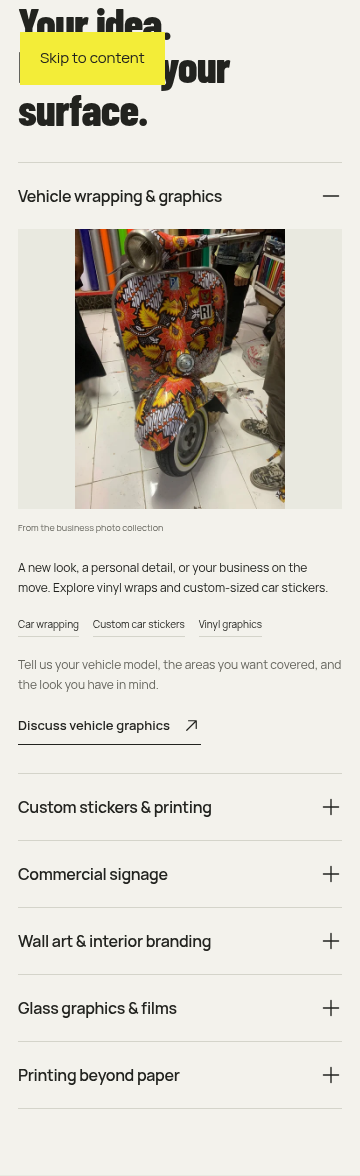 Your idea.
Skip to content
your
surface.
Vehicle wrapping & graphics
RI
From the business photo collection
A new look, a personal detail, or your business on the
move. Explore vinyl wraps and custom-sized car stickers.
Car wrapping Custom car stickers Vinyl graphics
Tell us your vehicle model, the areas you want covered, and
the look you have in mind.
Discuss vehicle graphics
Custom stickers & printing
Commercial signage
Wall art & interior branding
Glass graphics & films
Printing beyond paper